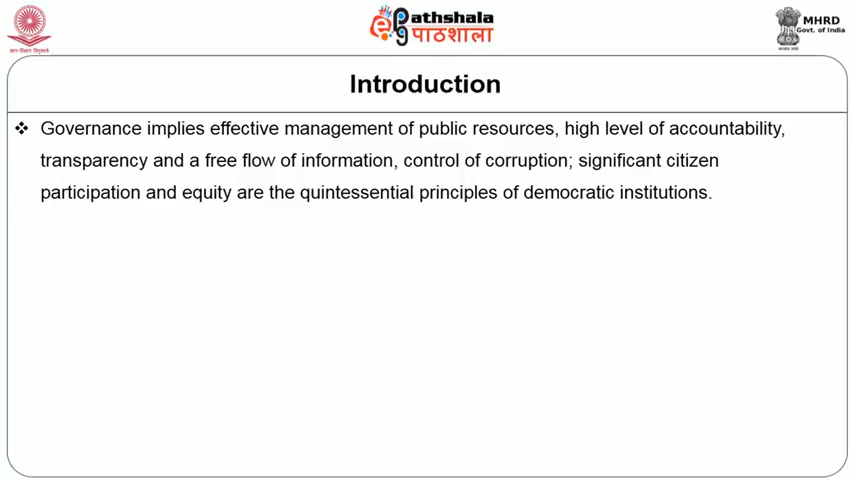 ePathshala
पाठशाला
MHRD
Govt. of India
ज्ञान-विज्ञान विमुक्तये
Introduction
❖ Governance implies effective management of public resources, high level of accountability,
transparency and a free flow of information, control of corruption; significant citizen
participation and equity are the quintessential principles of democratic institutions.